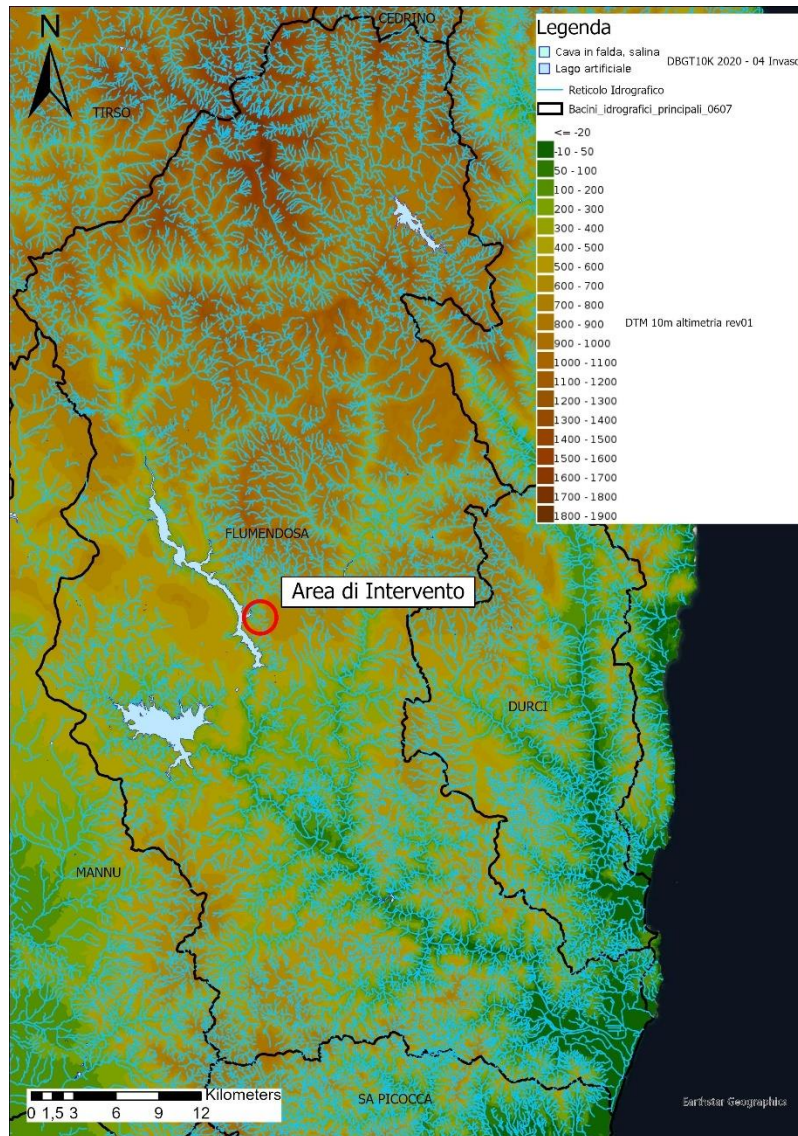 N
CEDRINO
TIRSO
Legenda
Cava in falda, salina
Lago artificiale
DBGT10K 2020 - 04 Invaso
Reticolo Idrografico
Bacini_idrografici_principali_0607
<= -20
-10 - 50
50 - 100
100 - 200
200 - 300
300 - 400
400 - 500
500 - 600
600 - 700
700 - 800
800 - 900
DTM 10m altimetria rev01
900 - 1000
1000 - 1100
1100 - 1200
1200 - 1300
1300 - 1400
1400 - 1500
1500 - 1600
1600 - 1700
1700 - 1800
1800 - 1900
FLUMENDOSA
Area di Intervento
DURCI
MANNU
SA PICOCCA
Kilometers
0 1,5 3 6 9 12
Earthstar Geographics